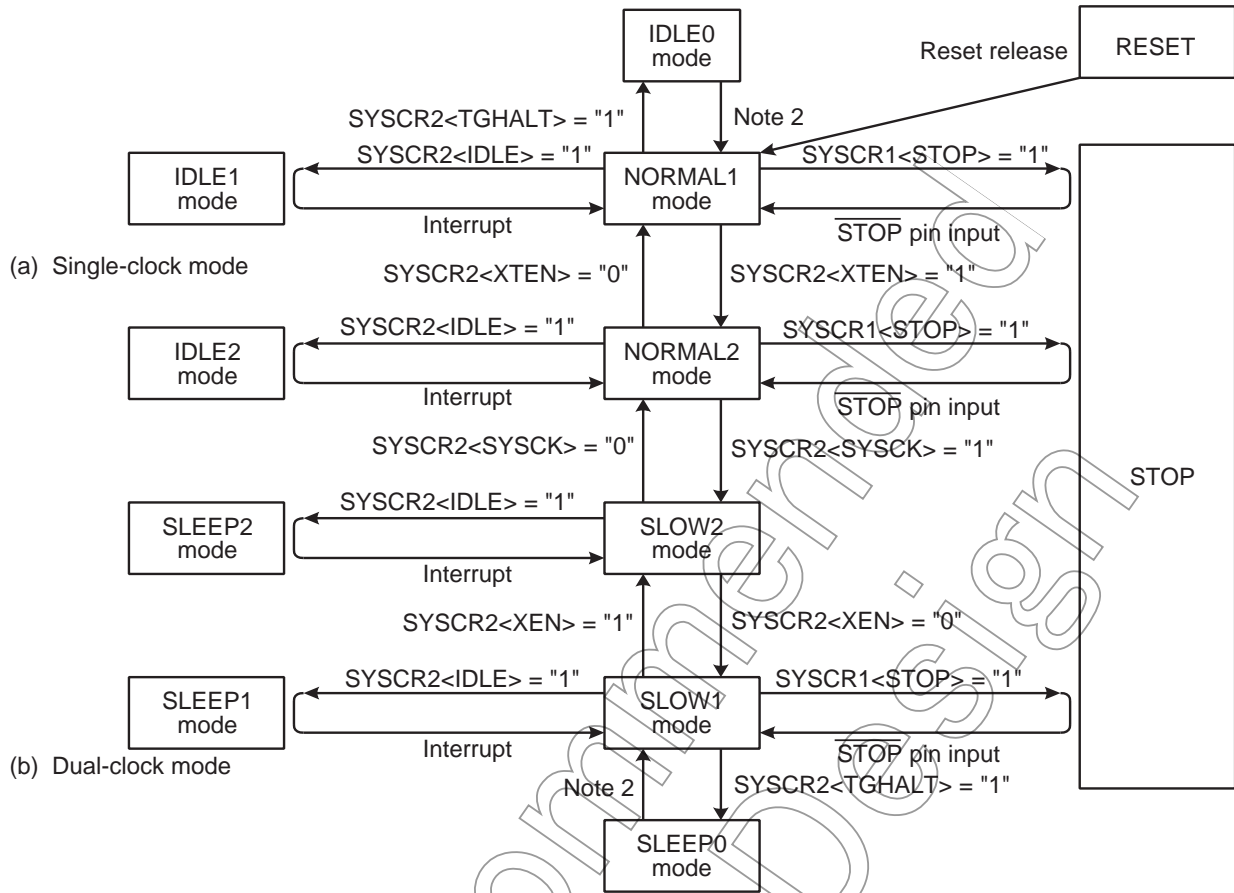 IDLE0
mode
Reset release
RESET
SYSCR2<TGHALT> = "1"
Note 2
SYSCR2<IDLE> = "1"
SYSCR1<STOP> = "1"
IDLE1
mode
NORMAL1
mode
Interrupt
STOP pin input
(a) Single-clock mode
SYSCR2<XTEN> = "0"
SYSCR2<XTEN> = "1"
SYSCR2<IDLE> = "1"
SYSCR1<STOP> = "1"
IDLE2
mode
NORMAL2
mode
Interrupt
STOP pin input
SYSCR2<SYSCK> = "0"
SYSCR2<SYSCK> = "1"
STOP
SYSCR2<IDLE> = "1"
SLEEP2
mode
SLOW2
mode
Interrupt
SYSCR2<XEN> = "1"
SYSCR2<XEN> = "0"
SYSCR2<IDLE> = "1"
SYSCR1<STOP> = "1"
SLEEP1
mode
SLOW1
mode
Interrupt
STOP pin input
(b) Dual-clock mode
Note 2
SYSCR2<TGHALT> = "1"
SLEEP0
mode
ommended
Design